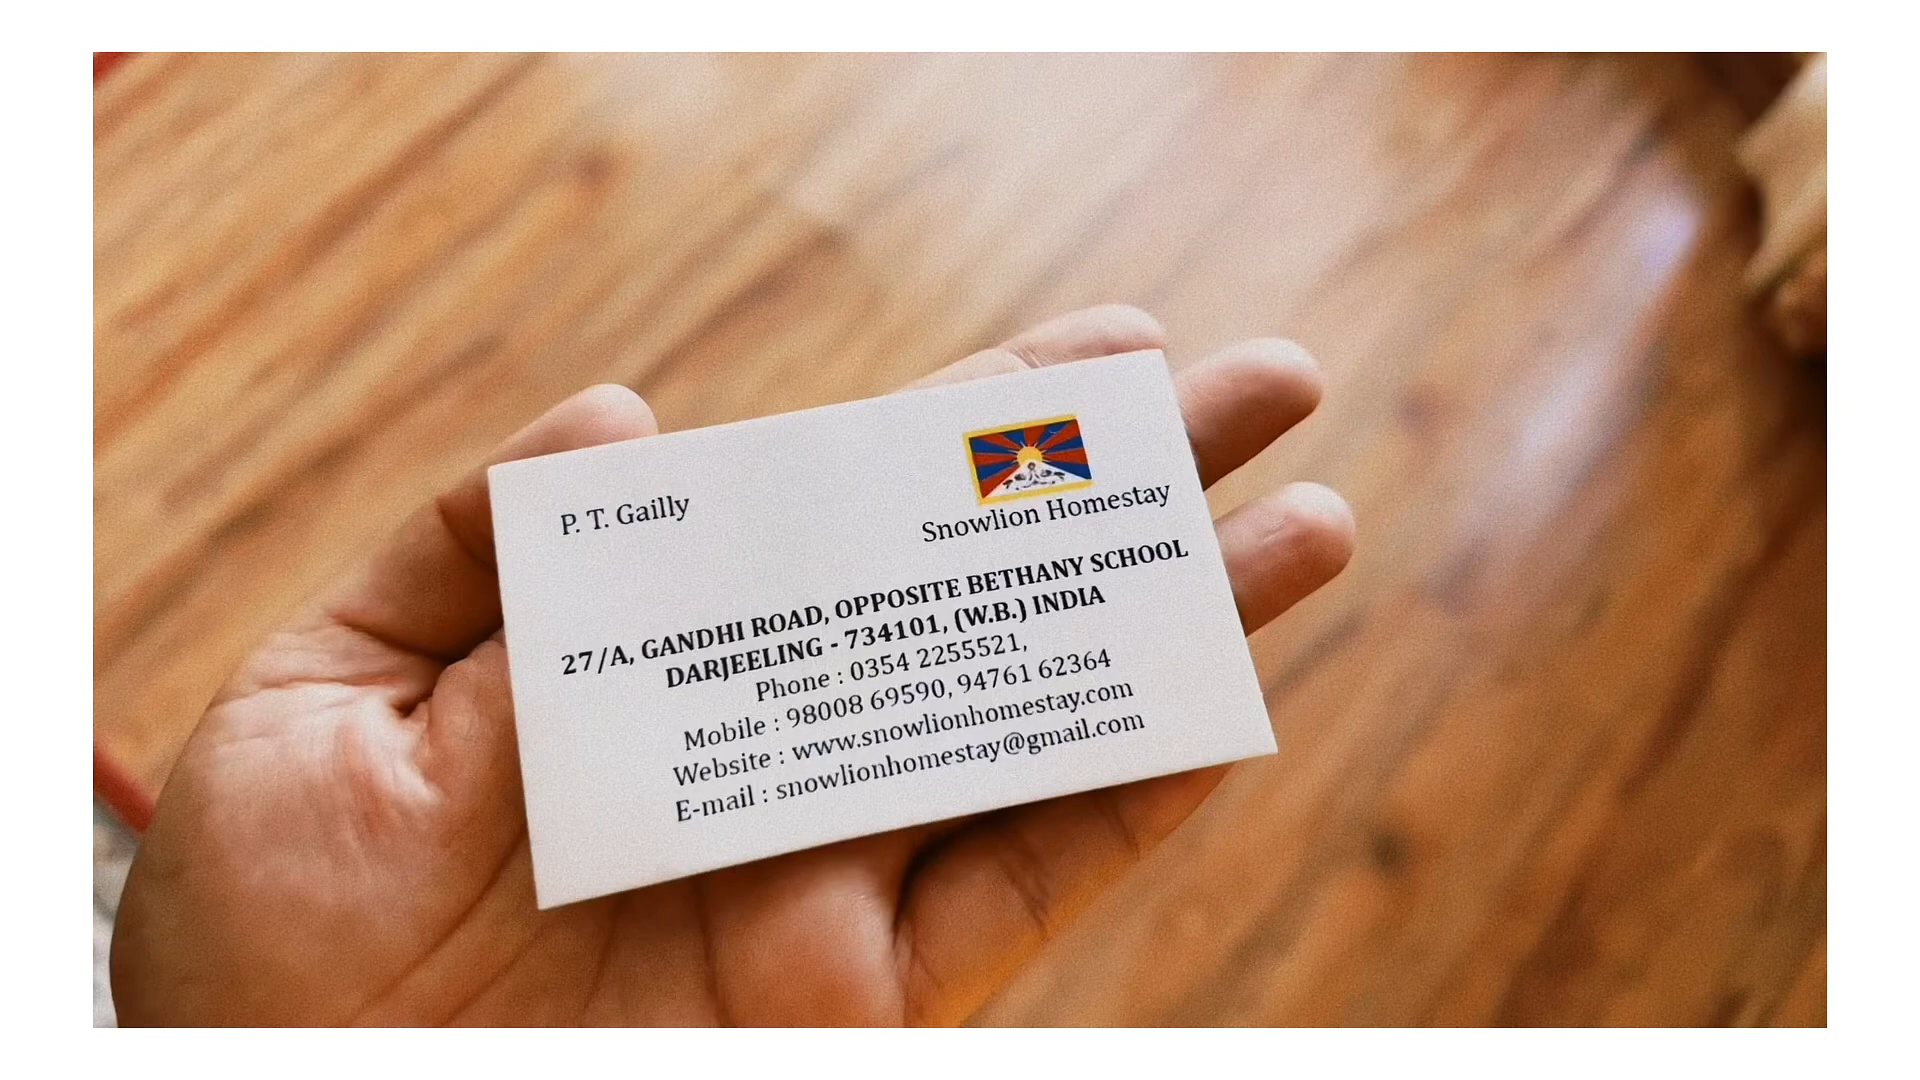 P. T. Gailly
Snowlion Homestay
27/A, GANDHI ROAD, OPPOSITE BETHANY SCHOOL
DARJEELING - 734101, (W.B.) INDIA
Phone : 0354 2255521,
Mobile : 98008 69590, 94761 62364
Website : www.snowlionhomestay.com
E-mail : snowlionhomestay@gmail.com